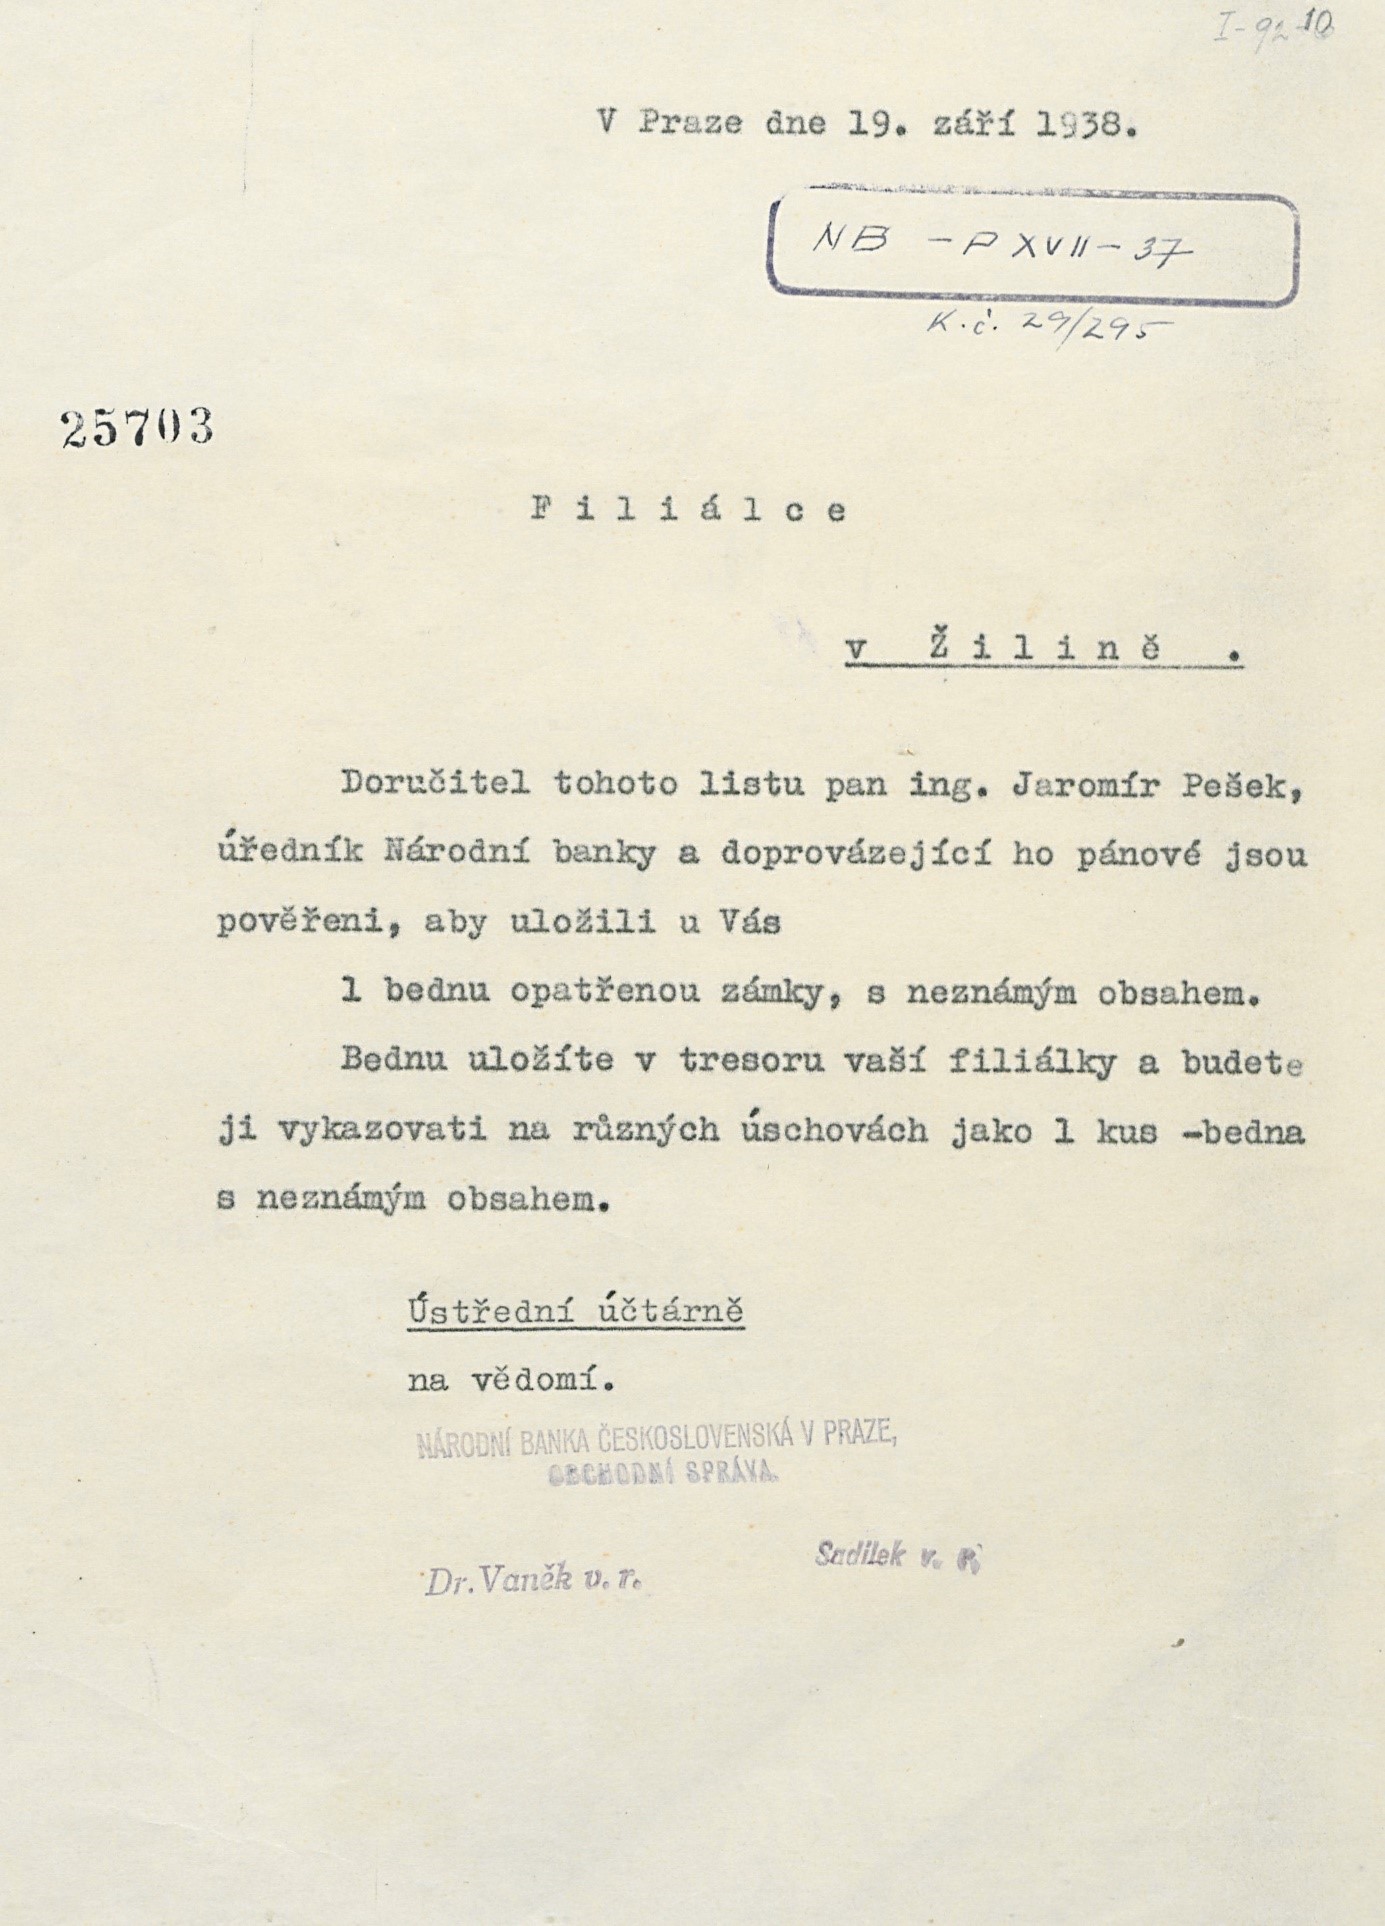 I-92-10
V Praze dne 19. září 1938.
NB - P XVII - 37
K.č. 29/295
25703
Filiálce
v Žilině .
Doručitel tohoto listu pan ing. Jaromír Pešek,
úředník Národní banky a doprovázející ho pánové jsou
pověřeni, aby uložili u Vás
1 bednu opatřenou zámky, s neznámým obsahem.
Bednu uložíte v tresoru vaší filiálky a budete
ji vykazovati na různých úschovách jako 1 kus -bedna
s neznámým obsahem.
Ústřední účtárně
na vědomí.
NÁRODNÍ BANKA ČESKOSLOVENSKÁ V PRAZE,
OBCHODNÍ SPRÁVA.
Sadílek v. r.
Dr. Vaněk v. r.